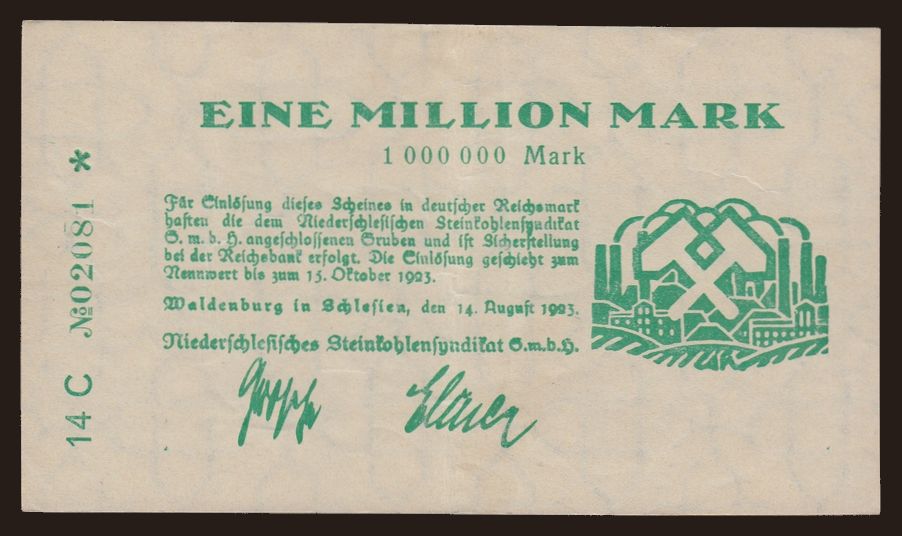 EINE MILLION MARK
1 000 000 Mark
Für Einlösung dieses Scheines in deutscher Reichsmark
haften die dem Niederschlesischen Steinkohlensyndikat
G. m. b. H. angeschlossenen Gruben und ist Sicherstellung
bei der Reichsbank erfolgt. Die Einlösung geschieht zum
Nennwert bis zum 15. Oktober 1923.
Waldenburg in Schlesien, den 14. August 1923.
Niederschlesisches Steinkohlensyndikat G.m.b.H.
14 C №02081 *